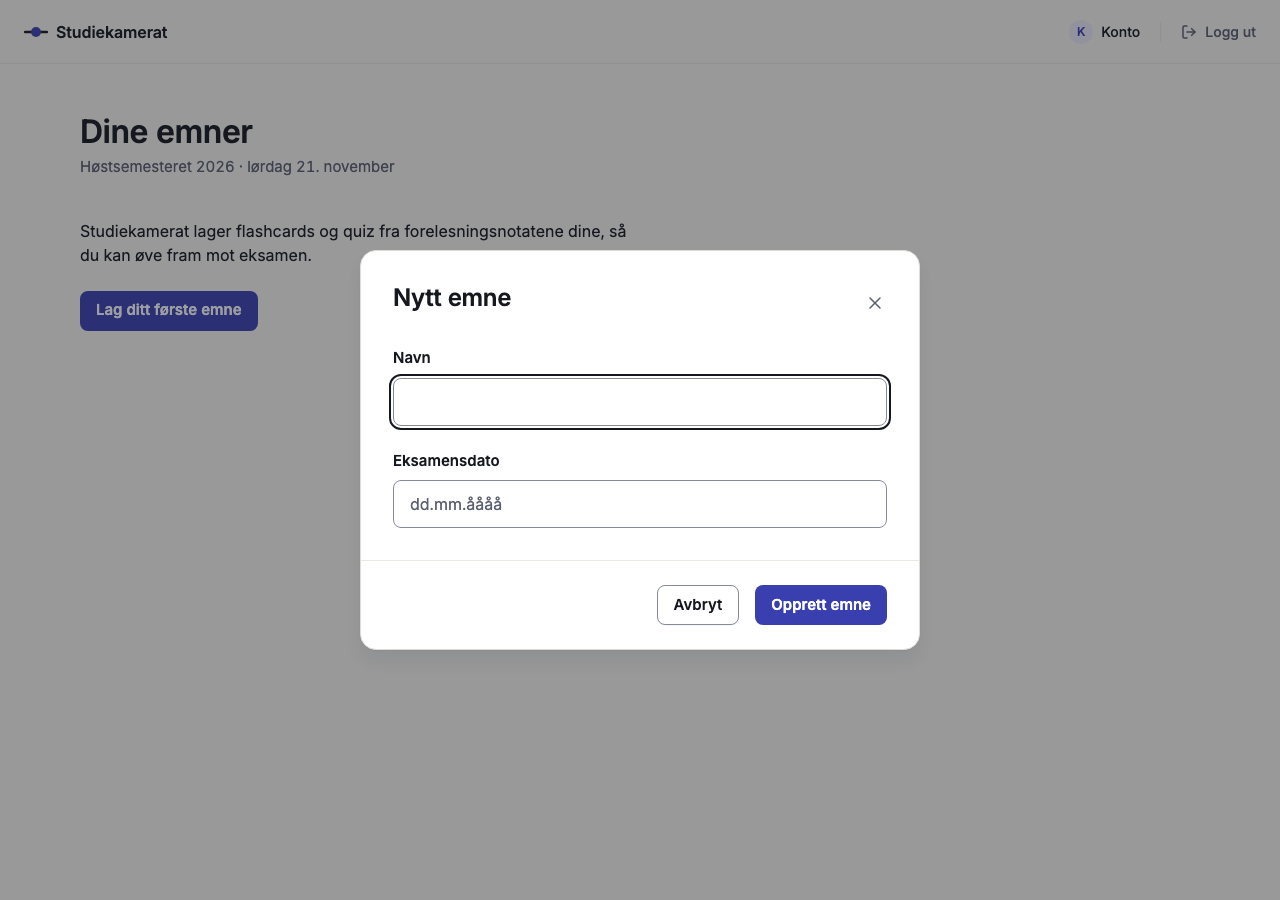 Studiekamerat
K Konto
Logg ut
Dine emner
Høstsemesteret 2026 · lørdag 21. november
Studiekamerat lager flashcards og quiz fra forelesningsnotatene dine, så
du kan øve fram mot eksamen.
Lag ditt første emne
Nytt emne
Navn
Eksamensdato
dd.mm.åååå
Avbryt
Opprett emne